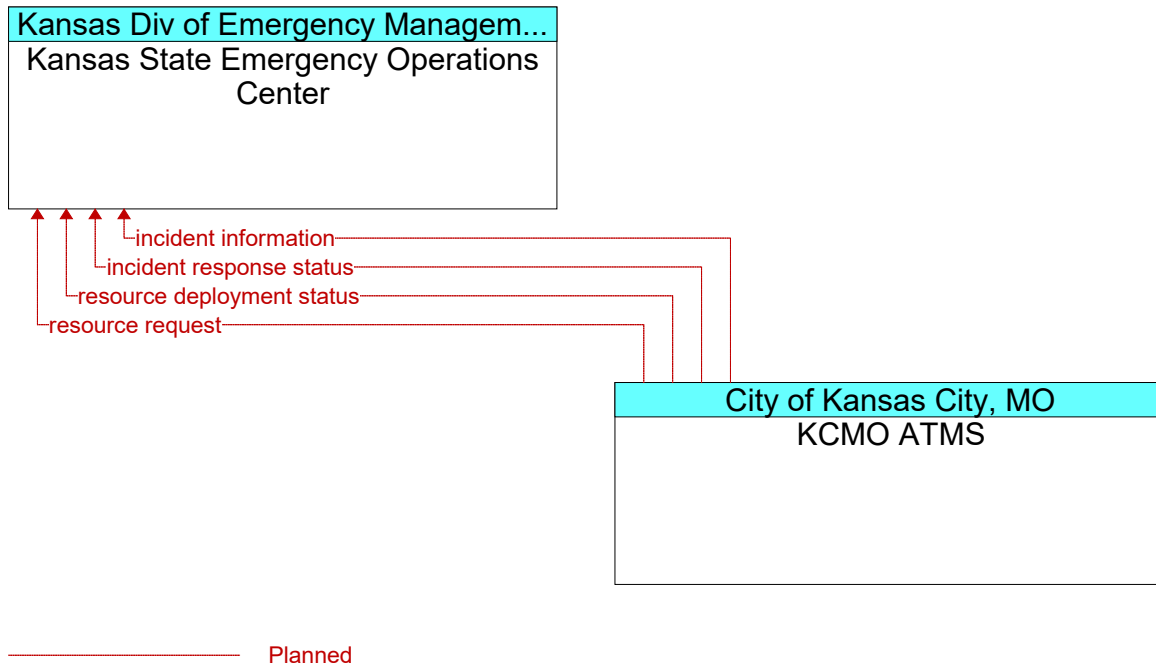 Kansas Div of Emergency Managem...
Kansas State Emergency Operations
Center
incident information
incident response status
resource deployment status
resource request
City of Kansas City, MO
KCMO ATMS
Planned